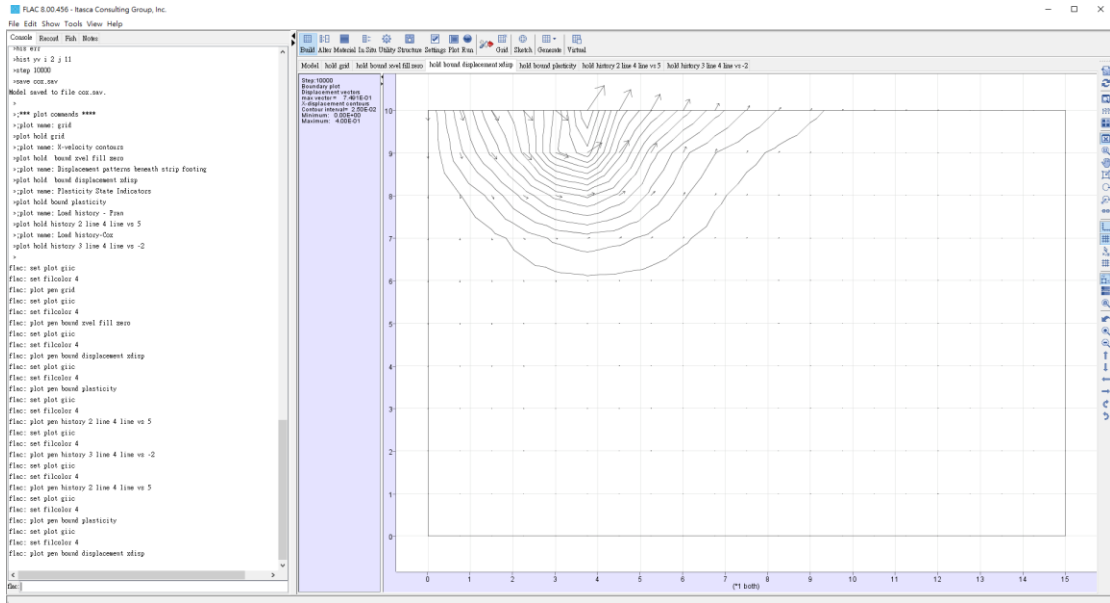 FLAC 8.00.456 - Itasca Consulting Group, Inc.
File Edit Show Tools View Help
Console Record Fish Notes
>his err
>hist yv i 2 j 11
>step 10000
>save cox.sav
Model saved to file cox.sav.
>
>;*** plot commands ****
>;plot name: grid
>plot hold grid
>;plot name: X-velocity contours
>plot hold bound xvel fill zero
>;plot name: Displacement patterns beneath strip footing
>plot hold bound displacement xdisp
>;plot name: Plasticity State Indicators
>plot hold bound plasticity
>;plot name: Load history - Pran
>plot hold history 2 line 4 line vs 5
>;plot name: Load history-Cox
>plot hold history 3 line 4 line vs -2
>
flac: set plot giic
flac: set filcolor 4
flac: plot pen grid
flac: set plot giic
flac: set filcolor 4
flac: plot pen bound xvel fill zero
flac: set plot giic
flac: set filcolor 4
flac: plot pen bound displacement xdisp
flac: set plot giic
flac: set filcolor 4
flac: plot pen bound plasticity
flac: set plot giic
flac: set filcolor 4
flac: plot pen history 2 line 4 line vs 5
flac: set plot giic
flac: set filcolor 4
flac: plot pen history 3 line 4 line vs -2
flac: set plot giic
flac: set filcolor 4
flac: plot pen history 2 line 4 line vs 5
flac: set plot giic
flac: set filcolor 4
flac: plot pen bound plasticity
flac: set plot giic
flac: set filcolor 4
flac: plot pen bound displacement xdisp
flac:
Build Alter Material In Situ Utility Structure Settings Plot Run Grid Sketch Generate Virtual
Model hold grid hold bound xvel fill zero hold bound displacement xdisp hold bound plasticity hold history 2 line 4 line vs 5 hold history 3 line 4 line vs -2
Step:10000
Boundary plot
Displacement vectors
max vector = 7.491E-01
X-displacement contours
Contour interval= 2.50E-02
Minimum: 0.00E+00
Maximum: 4.00E-01
10
9
8
7
6
5
4
3
2
1
0
0 1 2 3 4 5 6 7 8 9 10 11 12 13 14 15
(*1 both)